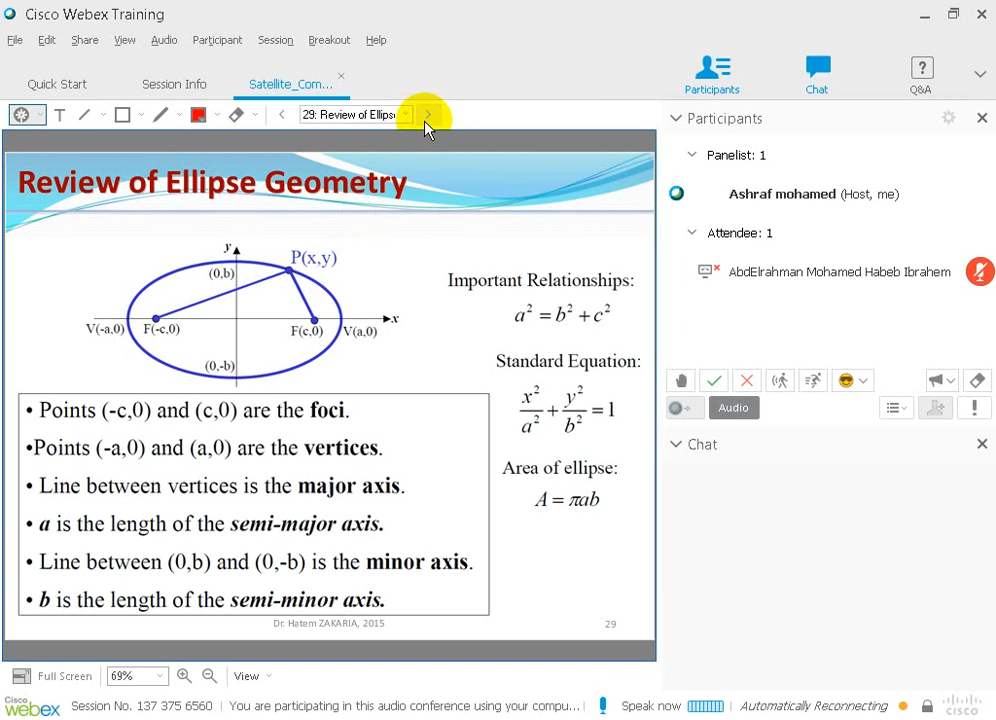 Cisco Webex Training
File Edit Share View Audio Participant Session Breakout Help
Quick Start Session Info Satellite_Com...
Participants Chat Q&A
T 29: Review of Ellips
Participants
Panelist: 1
Ashraf mohamed (Host, me)
Attendee: 1
AbdElrahman Mohamed Habeb Ibrahem
Audio
Chat
Review of Ellipse Geometry
y
P(x,y)
(0,b)
x
V(-a,0) F(-c,0) F(c,0) V(a,0)
(0,-b)
Important Relationships:
a² = b² + c²
Standard Equation:
x²/a² + y²/b² = 1
Area of ellipse:
A = πab
• Points (-c,0) and (c,0) are the foci.
•Points (-a,0) and (a,0) are the vertices.
• Line between vertices is the major axis.
• a is the length of the semi-major axis.
• Line between (0,b) and (0,-b) is the minor axis.
• b is the length of the semi-minor axis.
Dr. Hatem ZAKARIA, 2015 29
Full Screen 69% View
Cisco webex Session No. 137 375 6560 | You are participating in this audio conference using your compu... Speak now | Automatically Reconnecting cisco